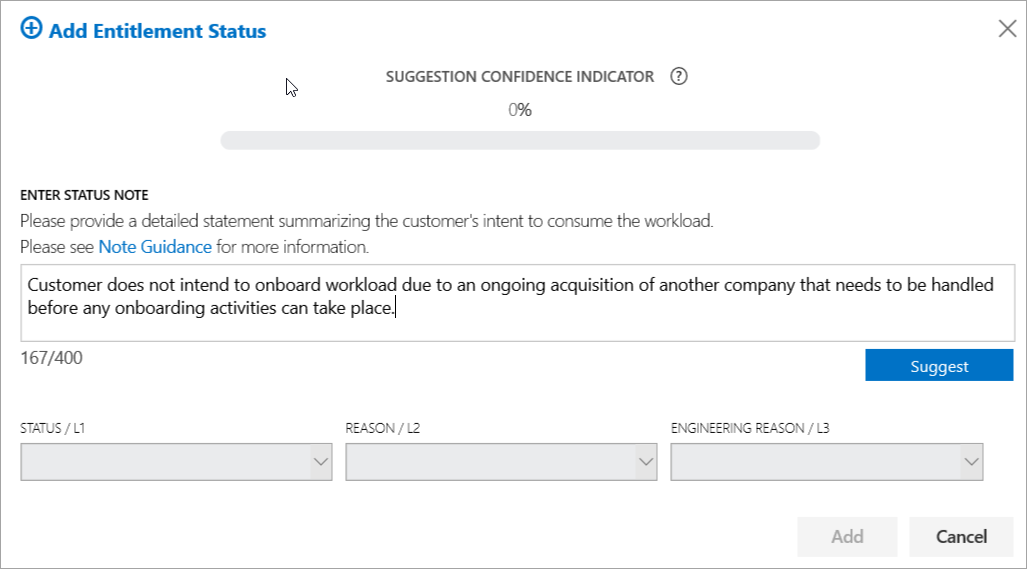 Add Entitlement Status
SUGGESTION CONFIDENCE INDICATOR ?
0%
ENTER STATUS NOTE
Please provide a detailed statement summarizing the customer's intent to consume the workload.
Please see Note Guidance for more information.
Customer does not intend to onboard workload due to an ongoing acquisition of another company that needs to be handled
before any onboarding activities can take place.
167/400
Suggest
STATUS / L1
REASON / L2
ENGINEERING REASON / L3
Add
Cancel